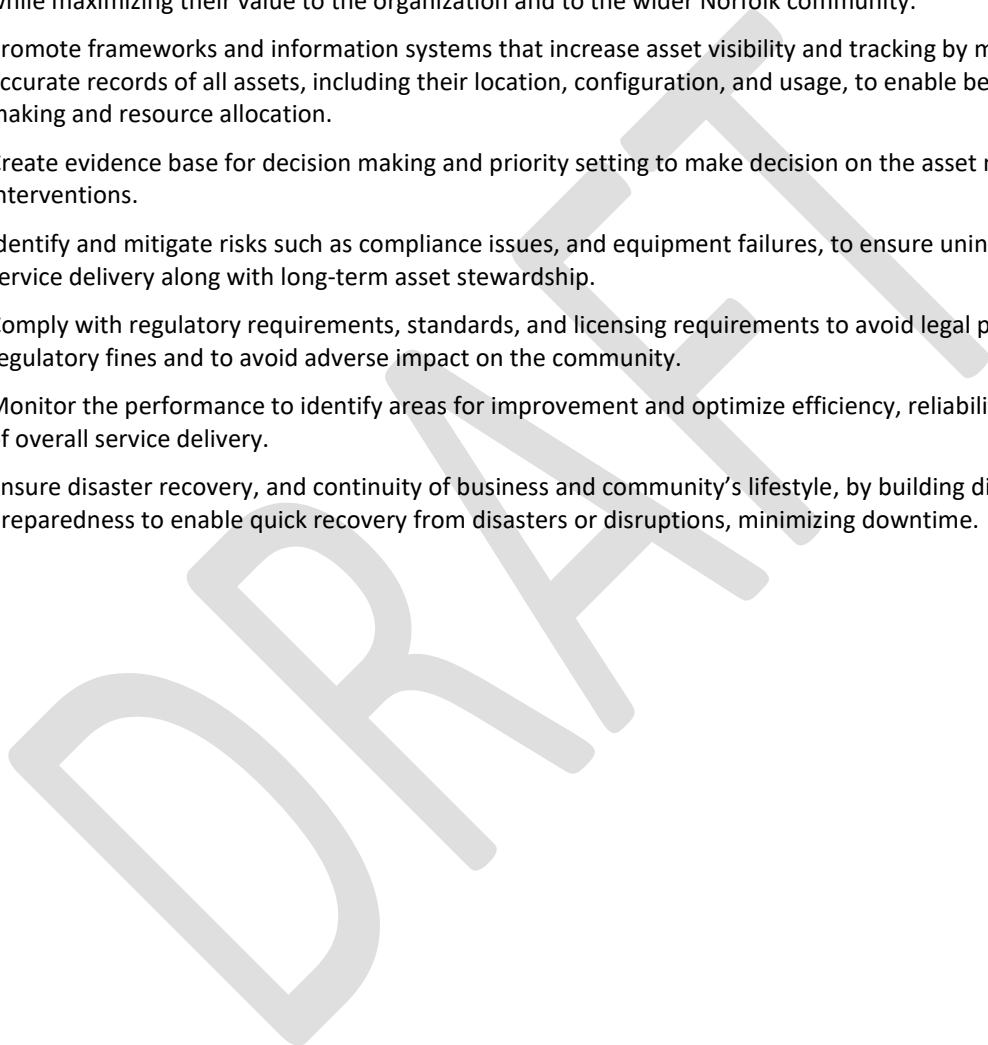 while maximizing their value to the organization and to the wider Norfolk community.
romote frameworks and information systems that increase asset visibility and tracking by m
ccurate records of all assets, including their location, configuration, and usage, to enable be
naking and resource allocation.
reate evidence base for decision making and priority setting to make decision on the asset
nterventions.
dentify and mitigate risks such as compliance issues, and equipment failures, to ensure unin
ervice delivery along with long-term asset stewardship.
omply with regulatory requirements, standards, and licensing requirements to avoid legal p
egulatory fines and to avoid adverse impact on the community.
Monitor the performance to identify areas for improvement and optimize efficiency, reliabili
f overall service delivery.
nsure disaster recovery, and continuity of business and community’s lifestyle, by building di
reparedness to enable quick recovery from disasters or disruptions, minimizing downtime.
DRAFT